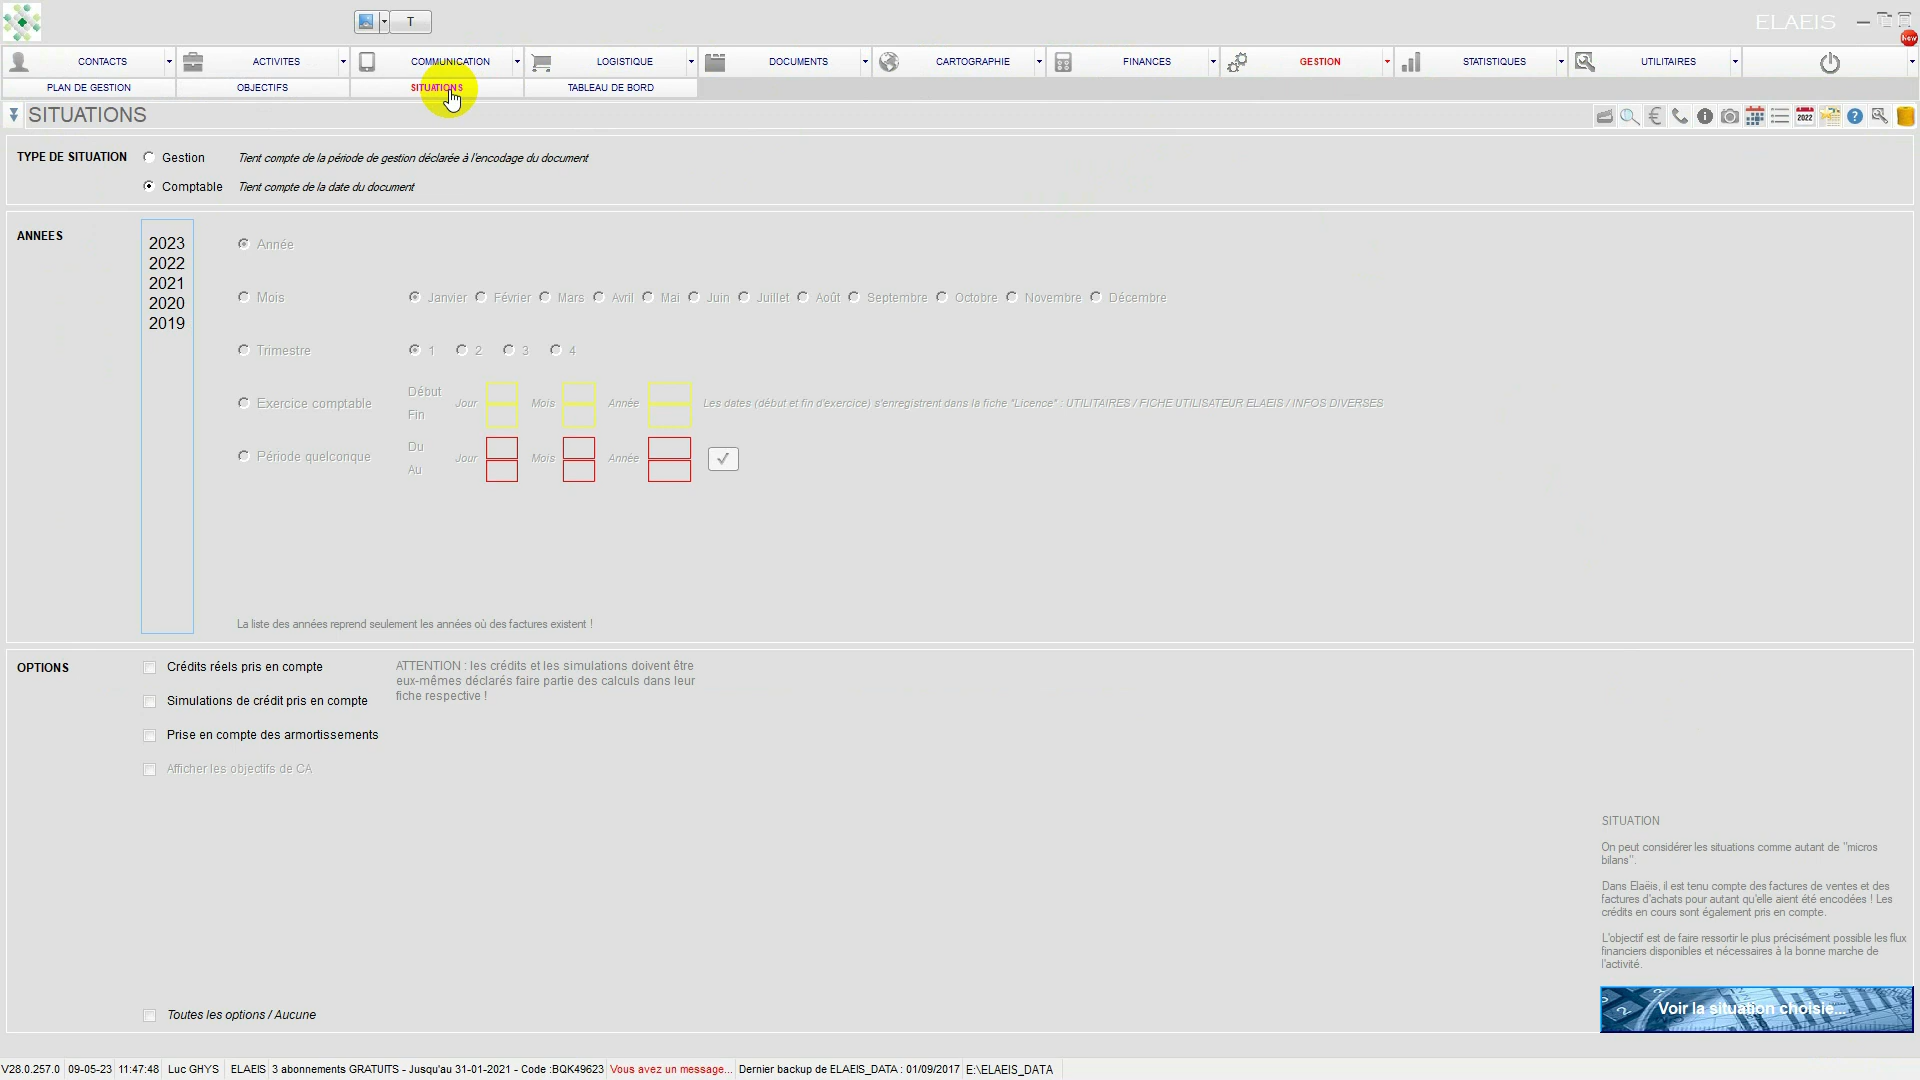 T
ELAEIS
New
CONTACTS ACTIVITES COMMUNICATION LOGISTIQUE DOCUMENTS CARTOGRAPHIE FINANCES GESTION STATISTIQUES UTILITAIRES
PLAN DE GESTION OBJECTIFS SITUATIONS TABLEAU DE BORD
SITUATIONS
2022
TYPE DE SITUATION Gestion Tient compte de la période de gestion déclarée à l'encodage du document
Comptable Tient compte de la date du document
ANNEES
2023
2022
2021
2020
2019
Année
Mois Janvier Février Mars Avril Mai Juin Juillet Août Septembre Octobre Novembre Décembre
Trimestre 1 2 3 4
Exercice comptable Début Fin Jour Mois Année Les dates (début et fin d'exercice) s'enregistrent dans la fiche "Licence" : UTILITAIRES / FICHE UTILISATEUR ELAEIS / INFOS DIVERSES
Période quelconque Du Au Jour Mois Année
La liste des années reprend seulement les années où des factures existent !
OPTIONS
Crédits réels pris en compte
Simulations de crédit pris en compte
Prise en compte des armortissements
Afficher les objectifs de CA
ATTENTION : les crédits et les simulations doivent être
eux-mêmes déclarés faire partie des calculs dans leur
fiche respective !
Toutes les options / Aucune
SITUATION
On peut considérer les situations comme autant de "micros
bilans".
Dans Elaëis, il est tenu compte des factures de ventes et des
factures d'achats pour autant qu'elle aient été encodées ! Les
crédits en cours sont également pris en compte.
L'objectif est de faire ressortir le plus précisément possible les flux
financiers disponibles et nécessaires à la bonne marche de
l'activité.
Voir la situation choisie...
V28.0.257.0 09-05-23 11:47:48 Luc GHYS ELAEIS 3 abonnements GRATUITS - Jusqu'au 31-01-2021 - Code :BQK49623 Vous avez un message... Dernier backup de ELAEIS_DATA : 01/09/2017 E:\ELAEIS_DATA